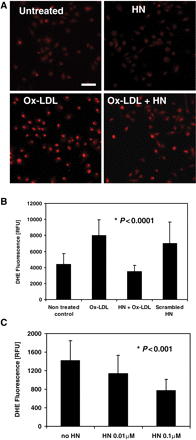 A
Untreated
HN
Ox-LDL
Ox-LDL + HN
B
DHE Fluorescence [RFU]
12000
10000
8000
6000
4000
2000
0
* P<0.0001
Non treated control
Ox-LDL
HN + Ox-LDL
Scrambled HN
C
DHE Fluorescence [RFU]
2000
1600
1200
800
400
0
* P<0.001
no HN
HN 0.01µM
HN 0.1µM